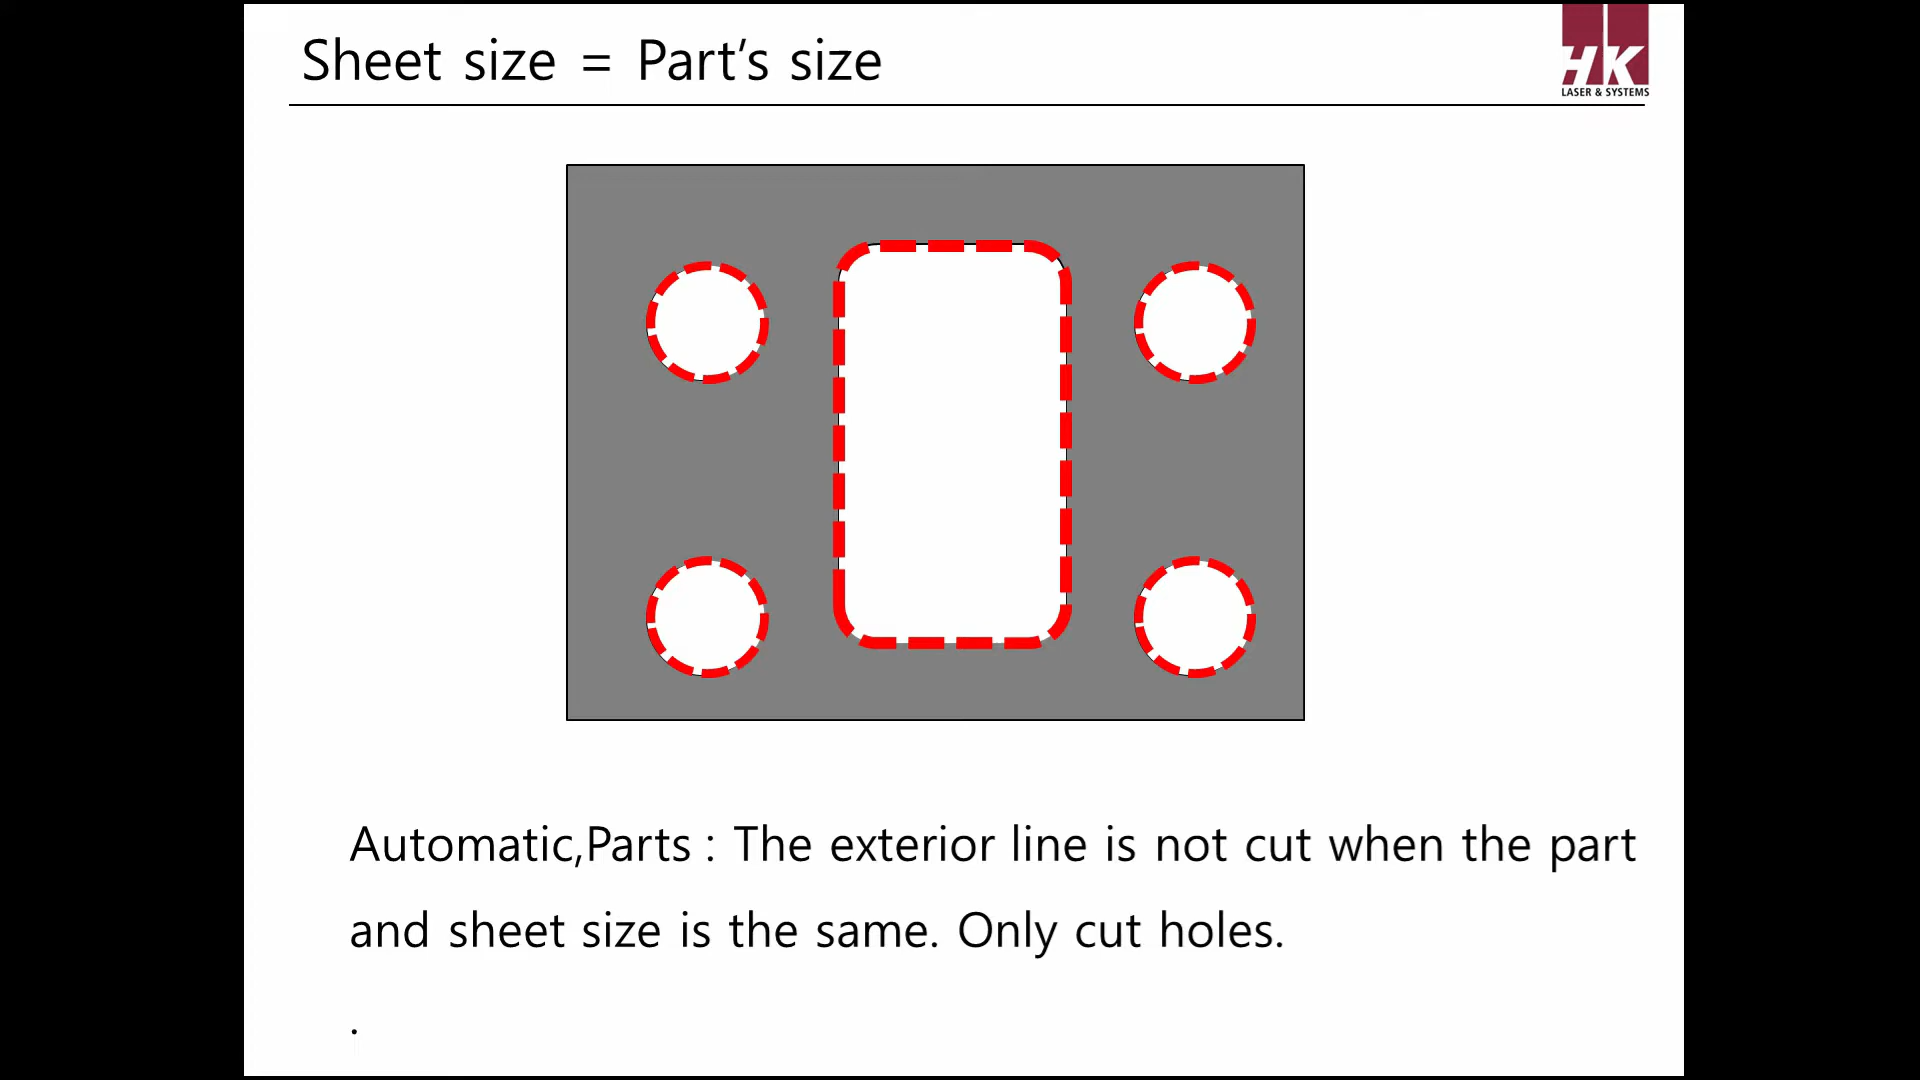 Sheet size = Part's size
HK
LASER & SYSTEMS
Automatic,Parts : The exterior line is not cut when the part
and sheet size is the same. Only cut holes.
.